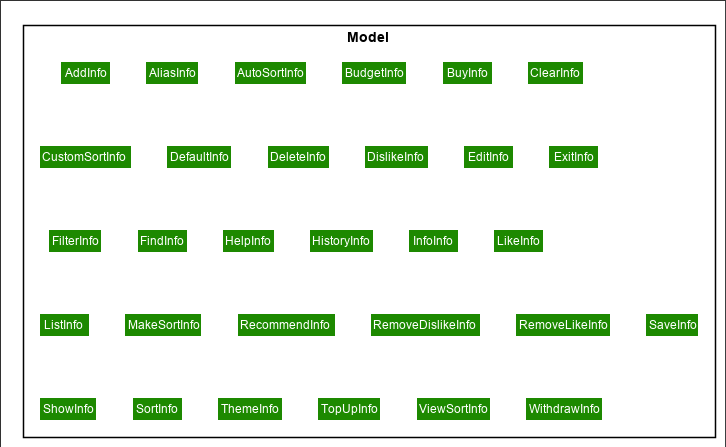 Model
AddInfo AliasInfo AutoSortInfo BudgetInfo BuyInfo ClearInfo
CustomSortInfo DefaultInfo DeleteInfo DislikeInfo EditInfo ExitInfo
FilterInfo FindInfo HelpInfo HistoryInfo InfoInfo LikeInfo
ListInfo MakeSortInfo RecommendInfo RemoveDislikeInfo RemoveLikeInfo SaveInfo
ShowInfo SortInfo ThemeInfo TopUpInfo ViewSortInfo WithdrawInfo